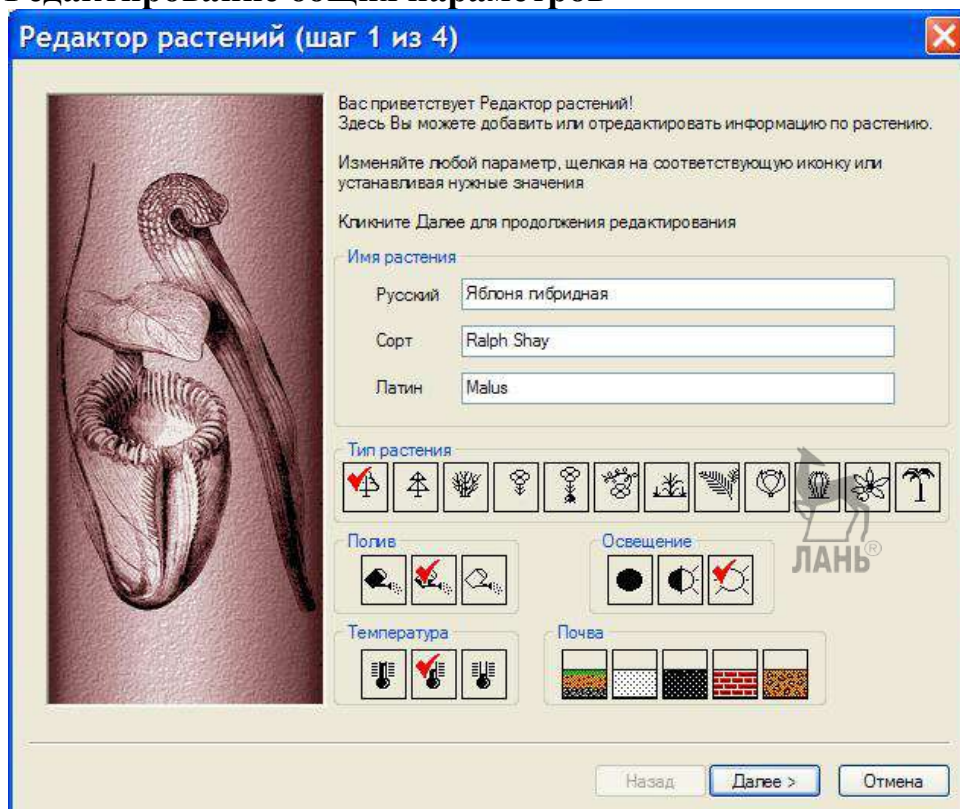 Редактирование общих параметров
Редактор растений (шаг 1 из 4)
Вас приветствует Редактор растений!
Здесь Вы можете добавить или отредактировать информацию по растению.
Изменяйте любой параметр, щелкая на соответствующую иконку или
устанавливая нужные значения
Кликните Далее для продолжения редактирования
Имя растения
Русский Яблоня гибридная
Сорт Ralph Shay
Латин Malus
Тип растения
Полив
Освещение
ЛАНЬ®
Температура
Почва
Назад Далее > Отмена